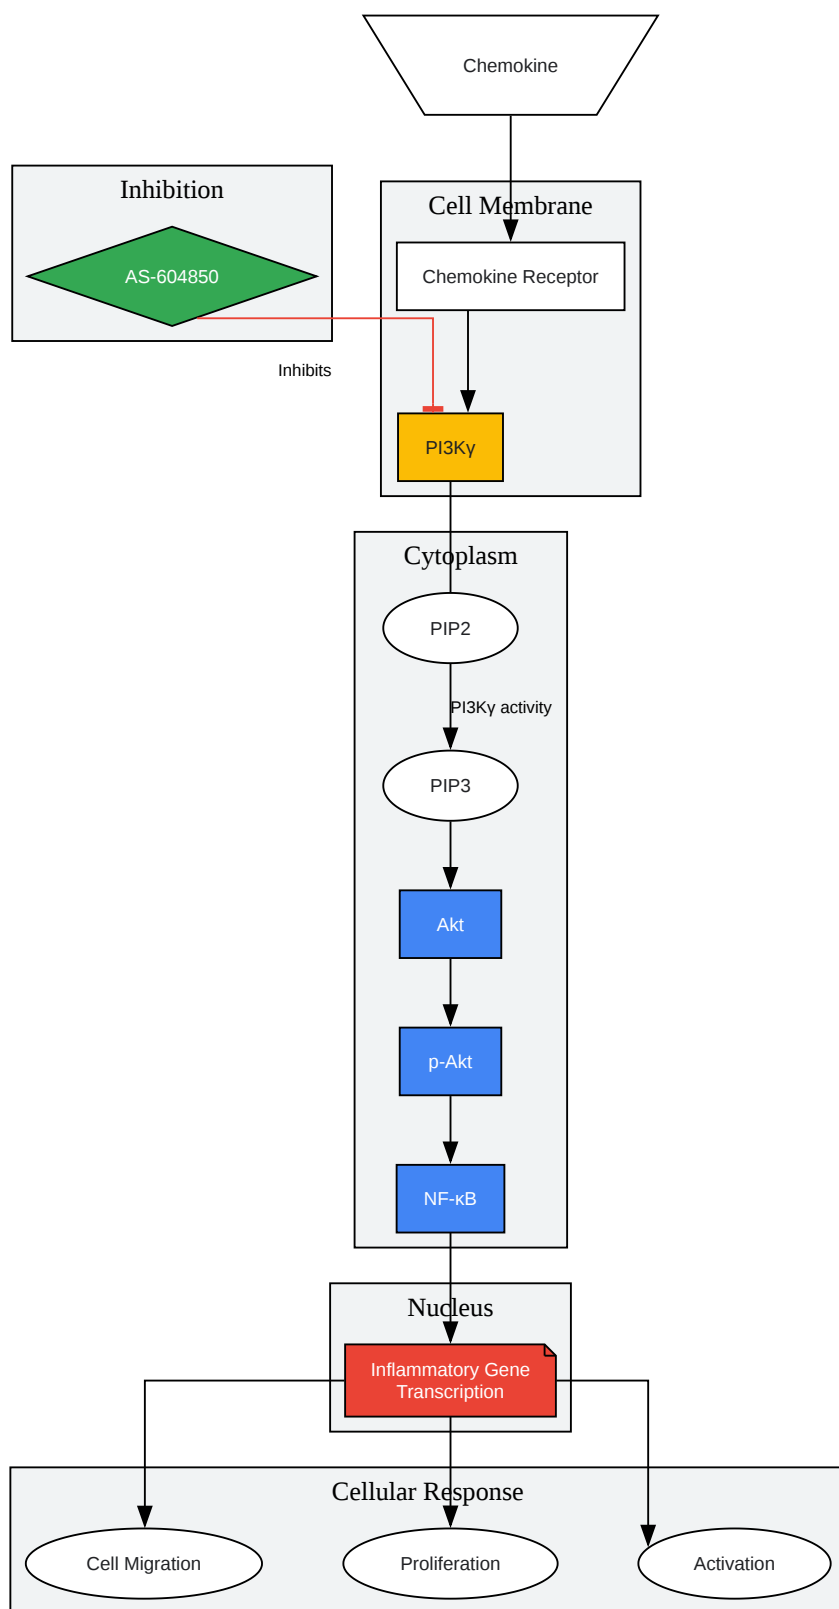 Chemokine
Inhibition
AS-604850
Cell Membrane
Chemokine Receptor
Inhibits
PI3Kγ
Cytoplasm
PIP2
PI3Kγ activity
PIP3
Akt
p-Akt
NF-κB
Nucleus
Inflammatory Gene
Transcription
Cellular Response
Cell Migration
Proliferation
Activation